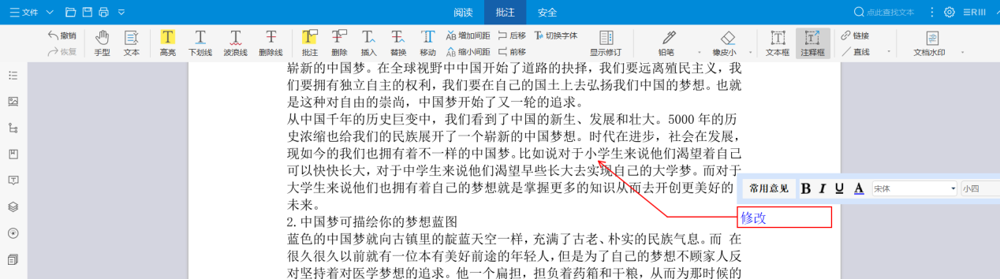 文件 阅读 批注 安全 点此查找文本
撤销 恢复 手型 文本 高亮 下划线 波浪线 删除线 批注 删除 插入 替换 移动 增加间距 缩小间距 后移 前移 切换字体 显示修订 铅笔 橡皮小 文本框 注释框 链接 直线 文档水印
崭新的中国梦。在全球视野中中国开始了道路的抉择，我们要远离殖民主义，我
们要拥有独立自主的权利，我们要在自己的国土上去弘扬我们中国的梦想。也就
是这种对自由的崇尚，中国梦开始了又一轮的追求。
从中国千年的历史巨变中，我们看到了中国的新生、发展和壮大。5000 年的历
史浓缩也给我们的民族展开了一个崭新的中国梦想。时代在进步，社会在发展，
现如今的我们也拥有着不一样的中国梦。比如说对于小学生来说他们渴望着自己
可以快快长大，对于中学生来说他们渴望早些长大去实现自己的大学梦。而对于
大学生来说他们也拥有着自己的梦想就是掌握更多的知识从而去开创更美好的
未来。
常用意见 B I U A 宋体 小四
修改
2.中国梦可描绘你的梦想蓝图
蓝色的中国梦就向古镇里的靛蓝天空一样，充满了古老、朴实的民族气息。而 在
很久很久以前就有一位本有美好前途的年轻人，但是为了自己的梦想不顾家人反
对坚持着对医学梦想的追求。他一个扁担，担负着药箱和干粮，从而为那时候的